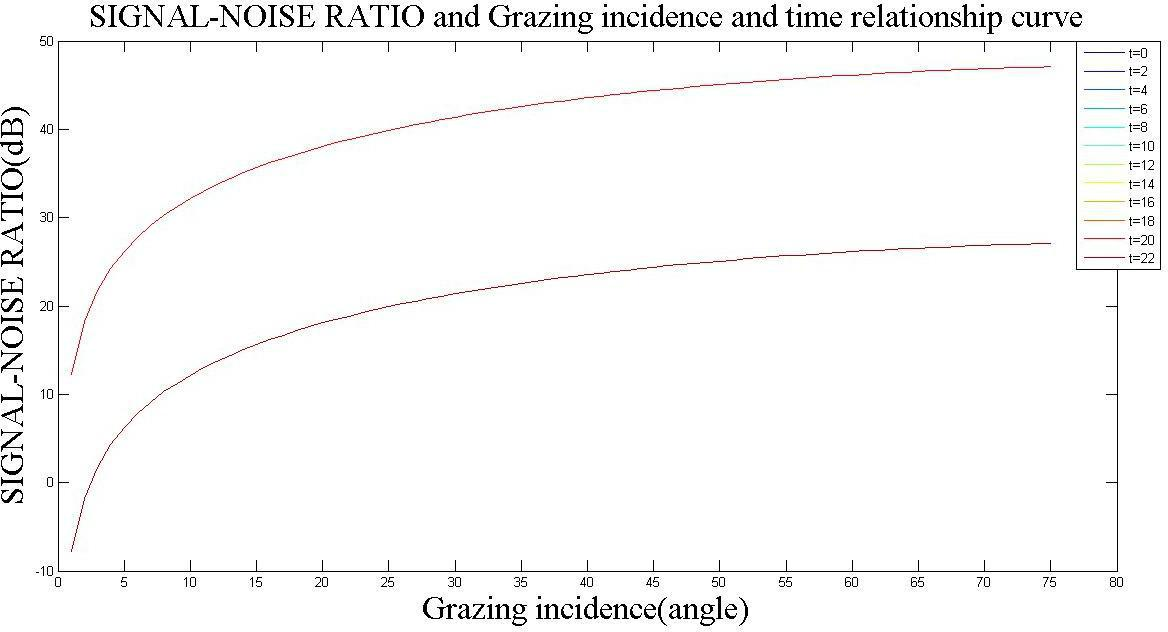 SIGNAL-NOISE RATIO and Grazing incidence and time relationship curve
SIGNAL-NOISE RATIO(dB)
50
40
30
20
10
0
-10
0 5 10 15 20 25 30 35 40 45 50 55 60 65 70 75 80
Grazing incidence(angle)
t=0
t=2
t=4
t=6
t=8
t=10
t=12
t=14
t=16
t=18
t=20
t=22